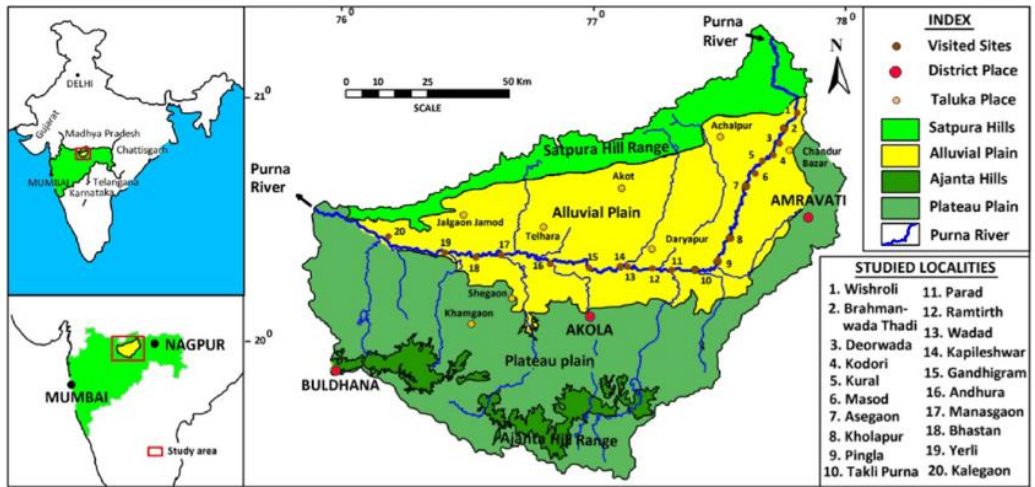 76
77
78⁰
21⁰
20⁰
DELHI
Gujarat
Madhya Pradesh
Chattisgarh
MUMBAI
Telangana
Karnataka
NAGPUR
MUMBAI
Study area
0 10 25 50 Km
SCALE
N
Purna
River
Purna
River
Satpura Hill Range
Alluvial Plain
Achalpur
Akot
Chandur
Bazar
AMRAVATI
Jalgaon Jamod
Telhara
Daryapur
Shegaon
Khamgaon
AKOLA
Plateau plain
BULDHANA
Ajanta Hill Range
1
2
3
4
5
6
7
8
9
10
11
12
13
14
15
16
17
18
19
20
INDEX
Visited Sites
District Place
Taluka Place
Satpura Hills
Alluvial Plain
Ajanta Hills
Plateau Plain
Purna River
STUDIED LOCALITIES
1. Wishroli
2. Brahman-
wada Thadi
3. Deorwada
4. Kodori
5. Kural
6. Masod
7. Asegaon
8. Kholapur
9. Pingla
10. Takli Purna
11. Parad
12. Ramtirth
13. Wadad
14. Kapileshwar
15. Gandhigram
16. Andhura
17. Manasgaon
18. Bhastan
19. Yerli
20. Kalegaon